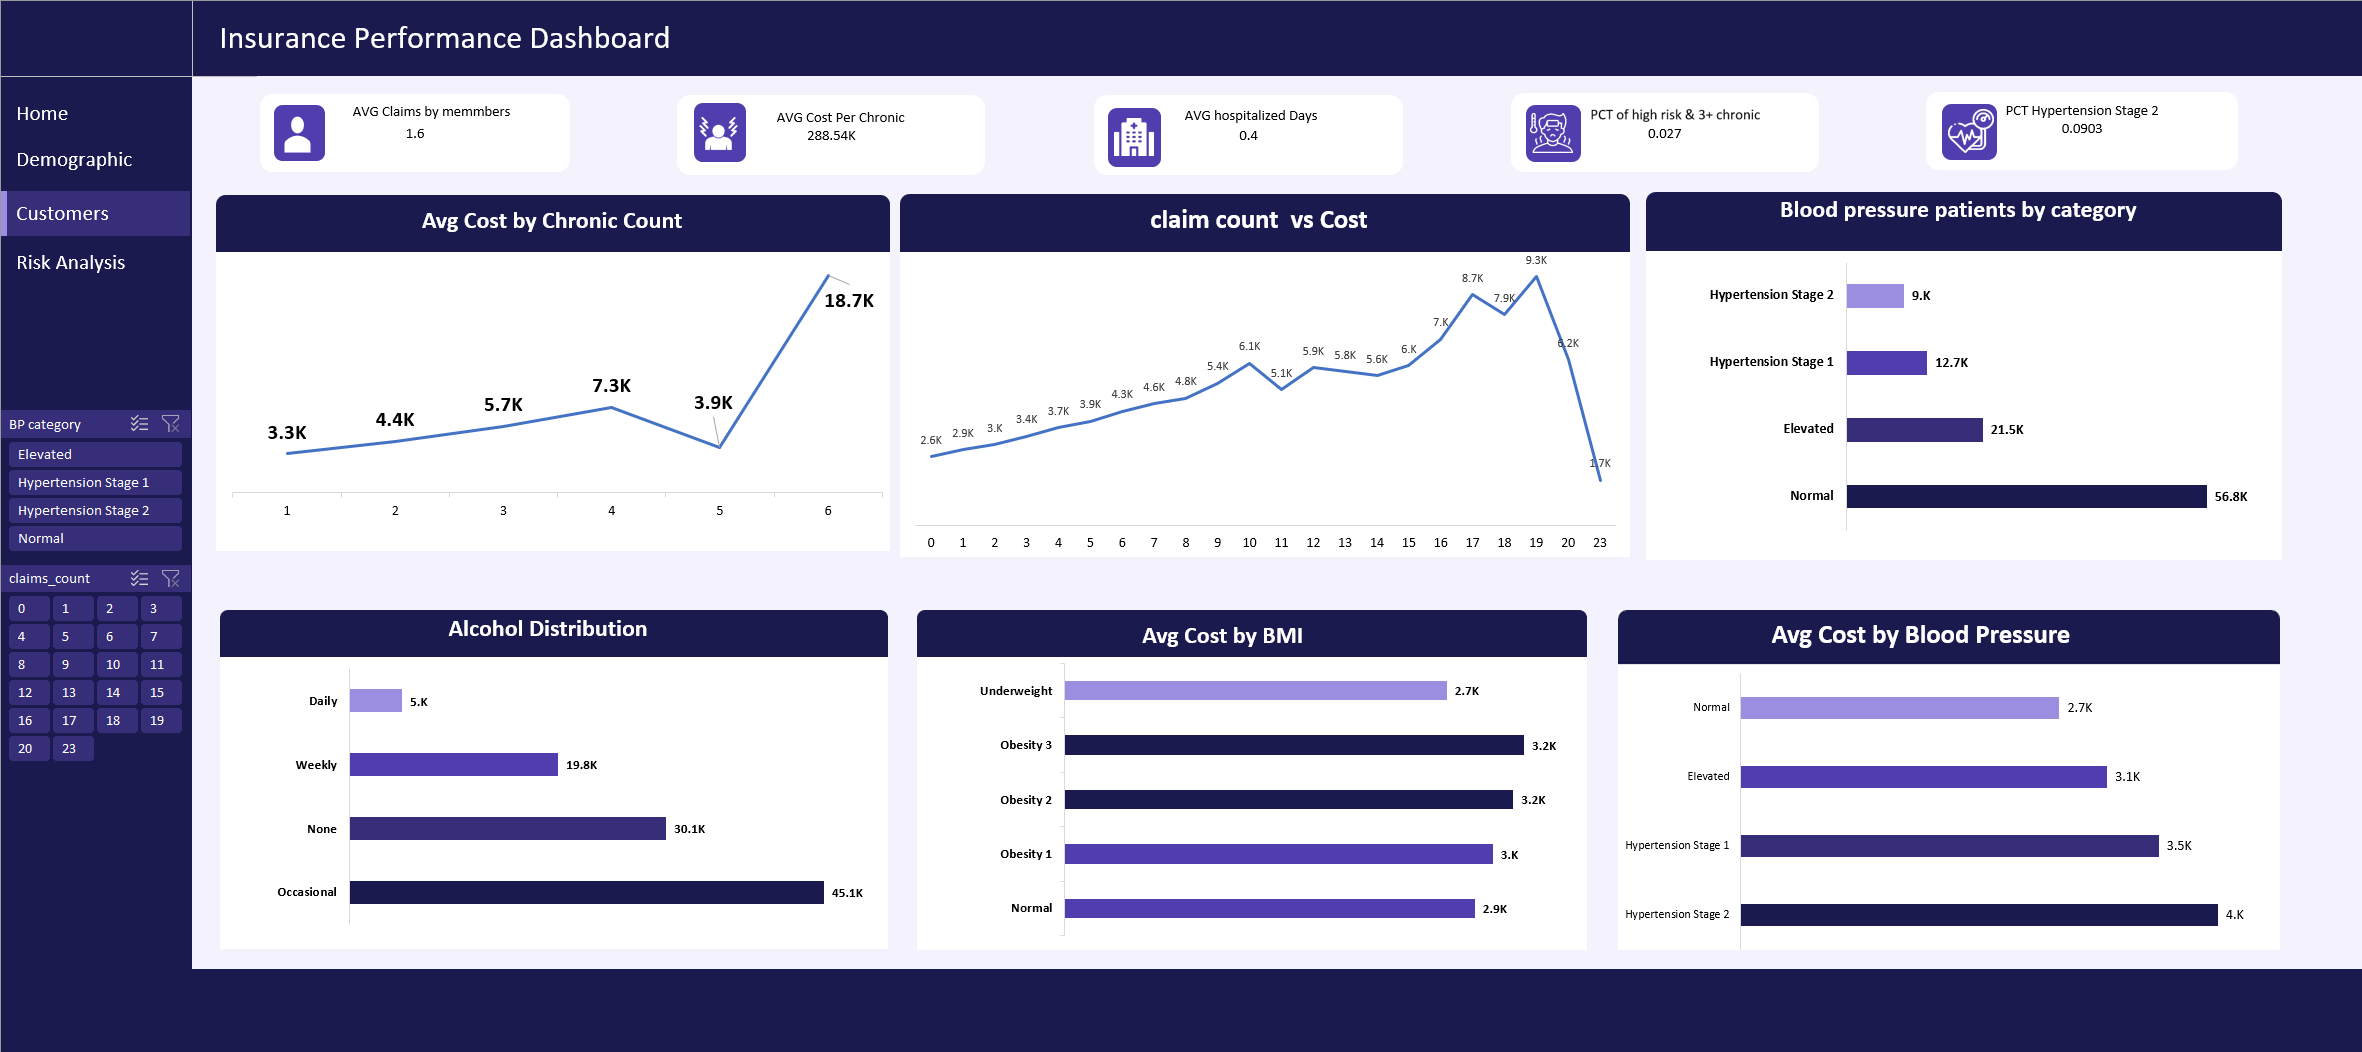 Insurance Performance Dashboard
Home
Demographic
Customers
Risk Analysis
BP category
Elevated
Hypertension Stage 1
Hypertension Stage 2
Normal
claims_count
0 1 2 3
4 5 6 7
8 9 10 11
12 13 14 15
16 17 18 19
20 23
AVG Claims by memmbers
1.6
AVG Cost Per Chronic
288.54K
AVG hospitalized Days
0.4
PCT of high risk & 3+ chronic
0.027
PCT Hypertension Stage 2
0.0903
Avg Cost by Chronic Count
3.3K 4.4K 5.7K 7.3K 3.9K 18.7K
1 2 3 4 5 6
claim count vs Cost
2.6K 2.9K 3.K 3.4K 3.7K 3.9K 4.3K 4.6K 4.8K 5.4K 6.1K 5.1K 5.9K 5.8K 5.6K 6.K 7.K 8.7K 7.9K 9.3K 6.2K 1.7K
0 1 2 3 4 5 6 7 8 9 10 11 12 13 14 15 16 17 18 19 20 23
Blood pressure patients by category
Hypertension Stage 2 9.K
Hypertension Stage 1 12.7K
Elevated 21.5K
Normal 56.8K
Alcohol Distribution
Daily 5.K
Weekly 19.8K
None 30.1K
Occasional 45.1K
Avg Cost by BMI
Underweight 2.7K
Obesity 3 3.2K
Obesity 2 3.2K
Obesity 1 3.K
Normal 2.9K
Avg Cost by Blood Pressure
Normal 2.7K
Elevated 3.1K
Hypertension Stage 1 3.5K
Hypertension Stage 2 4.K